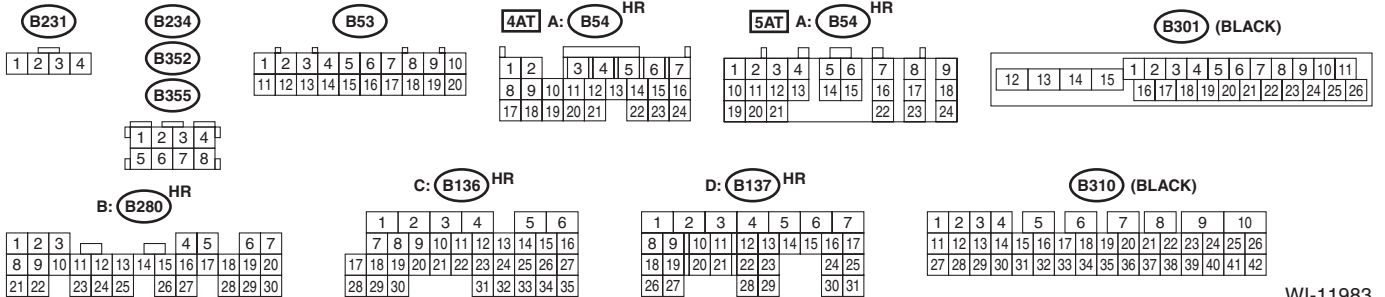 B231
1 2 3 4
B234
B352
B355
1 2 3 4
5 6 7 8
B53
1 2 3 4 5 6 7 8 9 10
11 12 13 14 15 16 17 18 19 20
4AT A: B54 HR
1 2 3 4 5 6 7
8 9 10 11 12 13 14 15 16
17 18 19 20 21 22 23 24
5AT A: B54 HR
1 2 3 4 5 6 7 8 9
10 11 12 13 14 15 16 17 18
19 20 21 22 23 24
B301 (BLACK)
12 13 14 15 1 2 3 4 5 6 7 8 9 10 11
16 17 18 19 20 21 22 23 24 25 26
B: B280 HR
1 2 3 4 5 6 7
8 9 10 11 12 13 14 15 16 17 18 19 20
21 22 23 24 25 26 27 28 29 30
C: B136 HR
1 2 3 4 5 6
7 8 9 10 11 12 13 14 15 16
17 18 19 20 21 22 23 24 25 26 27
28 29 30 31 32 33 34 35
D: B137 HR
1 2 3 4 5 6 7
8 9 10 11 12 13 14 15 16 17
18 19 20 21 22 23 24 25
26 27 28 29 30 31
B310 (BLACK)
1 2 3 4 5 6 7 8 9 10
11 12 13 14 15 16 17 18 19 20 21 22 23 24 25 26
27 28 29 30 31 32 33 34 35 36 37 38 39 40 41 42
WI-11983